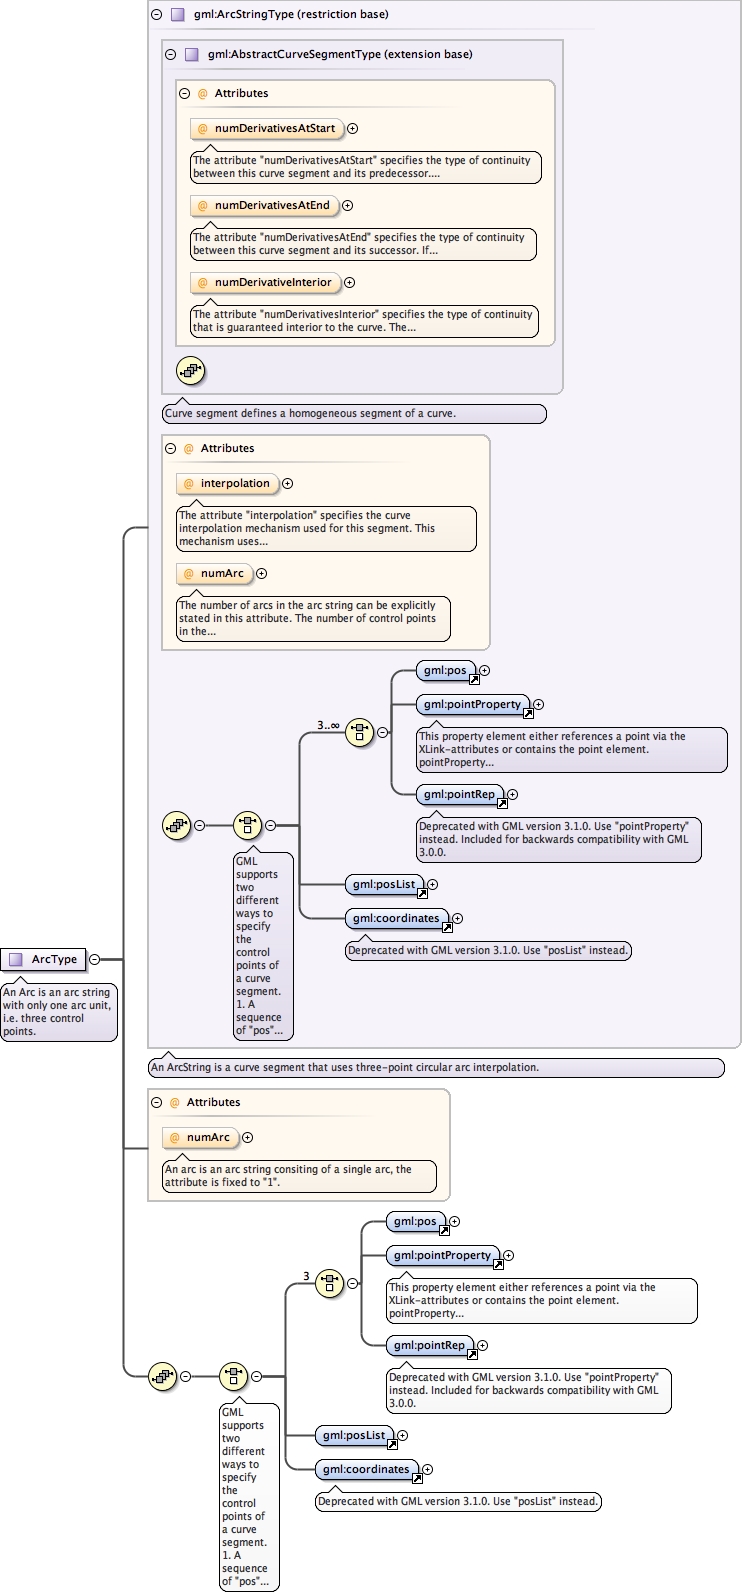 gml:ArcStringType (restriction base)
gml:AbstractCurveSegmentType (extension base)
@ Attributes
@ numDerivativesAtStart
The attribute "numDerivativesAtStart" specifies the type of continuity
between this curve segment and its predecessor....
@ numDerivativesAtEnd
The attribute "numDerivativesAtEnd" specifies the type of continuity
between this curve segment and its successor. If...
@ numDerivativeInterior
The attribute "numDerivativesInterior" specifies the type of continuity
that is guaranteed interior to the curve. The...
Curve segment defines a homogeneous segment of a curve.
@ Attributes
@ interpolation
The attribute "interpolation" specifies the curve
interpolation mechanism used for this segment. This
mechanism uses...
@ numArc
The number of arcs in the arc string can be explicitly
stated in this attribute. The number of control points
in the...
3..∞
gml:pos
gml:pointProperty
This property element either references a point via the
XLink-attributes or contains the point element.
pointProperty...
gml:pointRep
Deprecated with GML version 3.1.0. Use "pointProperty"
instead. Included for backwards compatibility with GML
3.0.0.
GML
supports
two
different
ways to
specify
the
control
points of
a curve
segment.
1. A
sequence
of "pos"...
gml:posList
gml:coordinates
Deprecated with GML version 3.1.0. Use "posList" instead.
ArcType
An Arc is an arc string
with only one arc unit,
i.e. three control
points.
An ArcString is a curve segment that uses three-point circular arc interpolation.
@ Attributes
@ numArc
An arc is an arc string consiting of a single arc, the
attribute is fixed to "1".
3
gml:pos
gml:pointProperty
This property element either references a point via the
XLink-attributes or contains the point element.
pointProperty...
gml:pointRep
Deprecated with GML version 3.1.0. Use "pointProperty"
instead. Included for backwards compatibility with GML
3.0.0.
GML
supports
two
different
ways to
specify
the
control
points of
a curve
segment.
1. A
sequence
of "pos"...
gml:posList
gml:coordinates
Deprecated with GML version 3.1.0. Use "posList" instead.